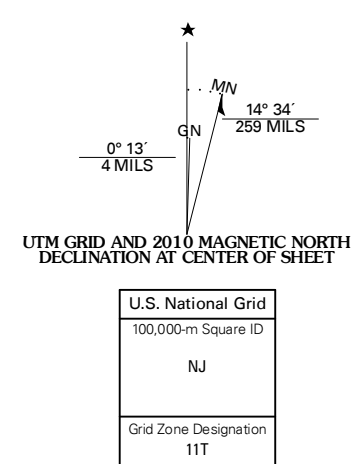 ★
MN
GN
14° 34´
259 MILS
0° 13´
4 MILS
UTM GRID AND 2010 MAGNETIC NORTH
DECLINATION AT CENTER OF SHEET
U.S. National Grid
100,000-m Square ID
NJ
Grid Zone Designation
11T